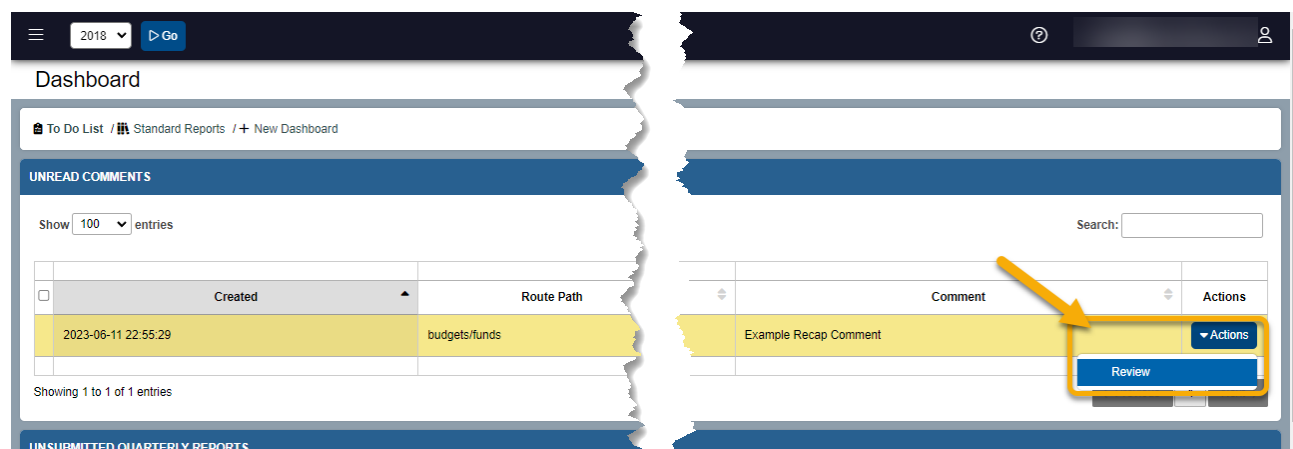 2018 Go
Dashboard
To Do List / Standard Reports / + New Dashboard
UNREAD COMMENTS
Show 100 entries Search:
Created Route Path Comment Actions
2023-06-11 22:55:29 budgets/funds Example Recap Comment Actions
Review
Showing 1 to 1 of 1 entries
UNSUBMITTED QUARTERLY REPORTS